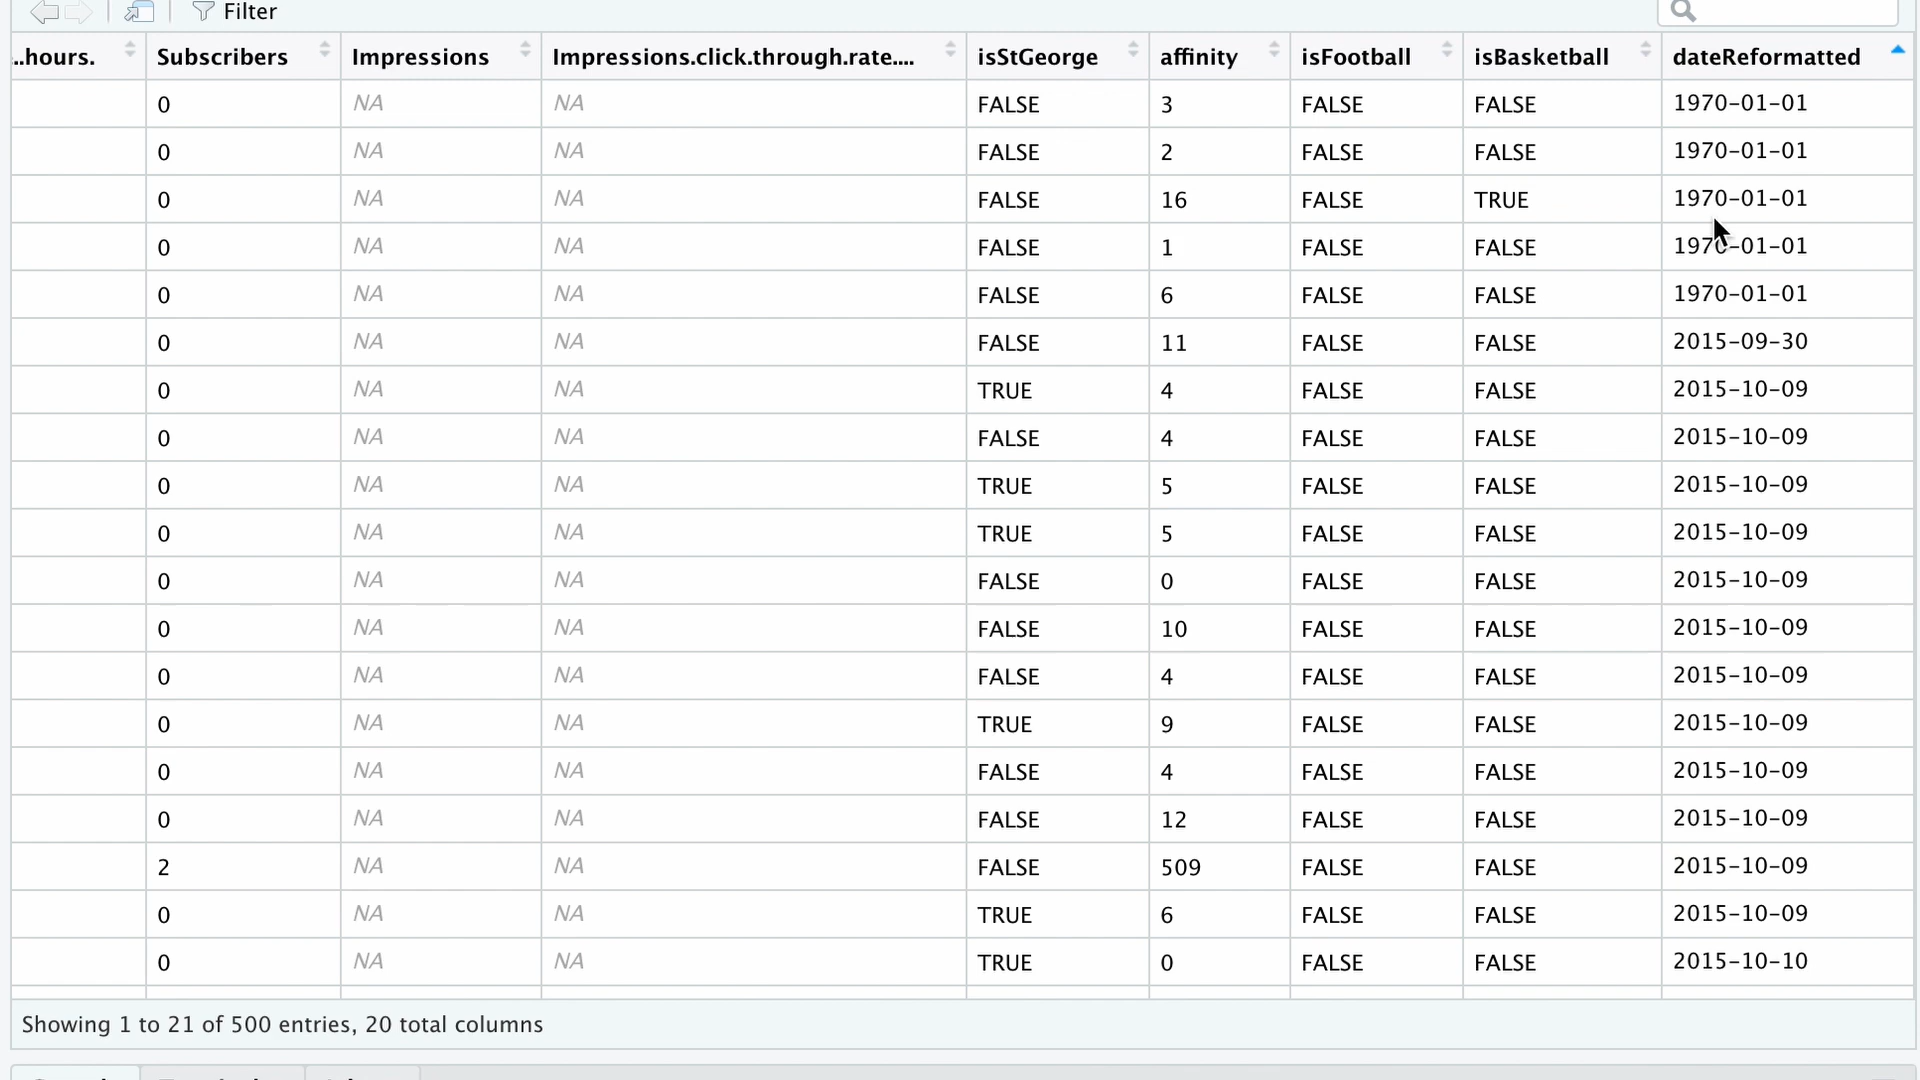 Filter
..hours. Subscribers Impressions Impressions.click.through.rate.... isStGeorge affinity isFootball isBasketball dateReformatted
0 NA NA FALSE 3 FALSE FALSE 1970-01-01
0 NA NA FALSE 2 FALSE FALSE 1970-01-01
0 NA NA FALSE 16 FALSE TRUE 1970-01-01
0 NA NA FALSE 1 FALSE FALSE 1970-01-01
0 NA NA FALSE 6 FALSE FALSE 1970-01-01
0 NA NA FALSE 11 FALSE FALSE 2015-09-30
0 NA NA TRUE 4 FALSE FALSE 2015-10-09
0 NA NA FALSE 4 FALSE FALSE 2015-10-09
0 NA NA TRUE 5 FALSE FALSE 2015-10-09
0 NA NA TRUE 5 FALSE FALSE 2015-10-09
0 NA NA FALSE 0 FALSE FALSE 2015-10-09
0 NA NA FALSE 10 FALSE FALSE 2015-10-09
0 NA NA FALSE 4 FALSE FALSE 2015-10-09
0 NA NA TRUE 9 FALSE FALSE 2015-10-09
0 NA NA FALSE 4 FALSE FALSE 2015-10-09
0 NA NA FALSE 12 FALSE FALSE 2015-10-09
2 NA NA FALSE 509 FALSE FALSE 2015-10-09
0 NA NA TRUE 6 FALSE FALSE 2015-10-09
0 NA NA TRUE 0 FALSE FALSE 2015-10-10
Showing 1 to 21 of 500 entries, 20 total columns